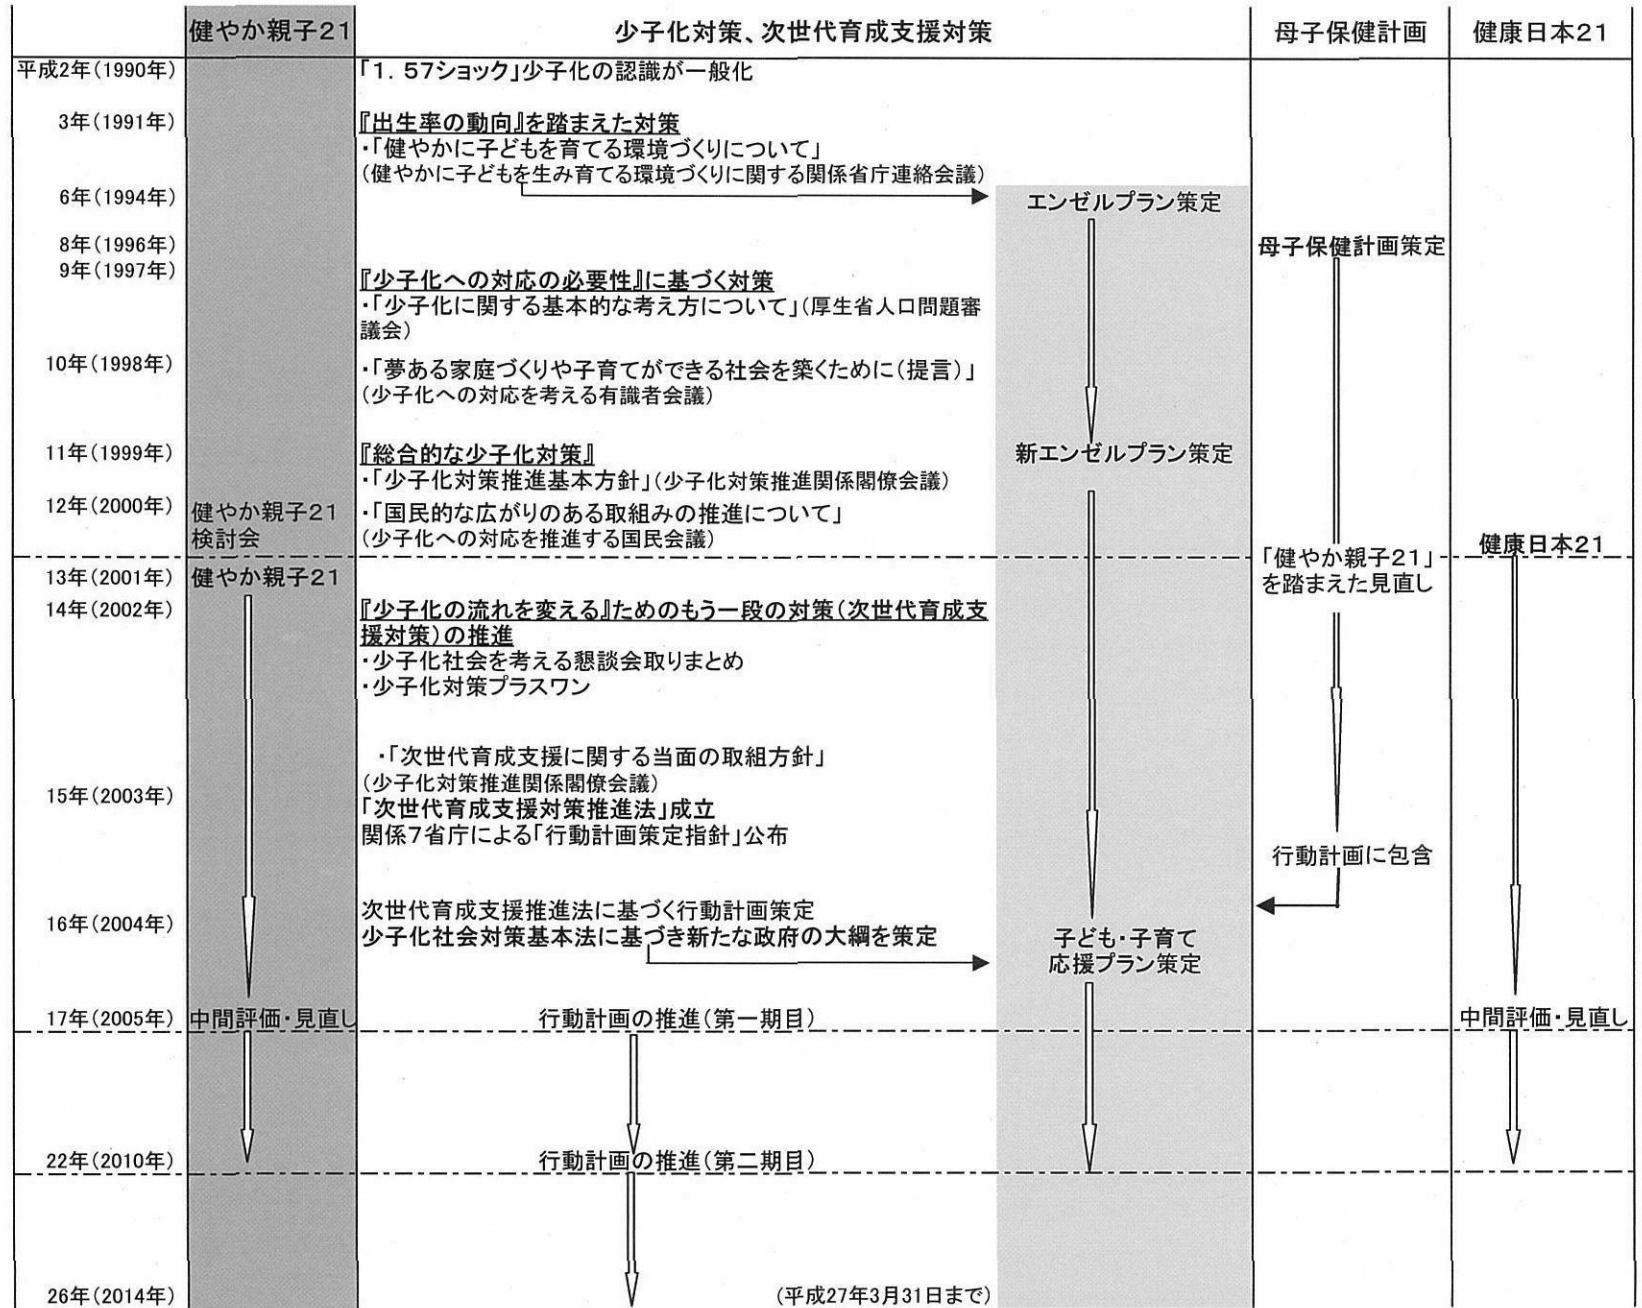 健やか親子21
少子化対策、次世代育成支援対策
母子保健計画
健康日本21
平成2年(1990年)
「1．57ショック」少子化の認識が一般化
3年(1991年)
『出生率の動向』を踏まえた対策
・「健やかに子どもを育てる環境づくりについて」
(健やかに子どもを生み育てる環境づくりに関する関係省庁連絡会議)
6年(1994年)
エンゼルプラン策定
8年(1996年)
母子保健計画策定
9年(1997年)
『少子化への対応の必要性』に基づく対策
・「少子化に関する基本的な考え方について」(厚生省人口問題審
議会)
10年(1998年)
・「夢ある家庭づくりや子育てができる社会を築くために(提言)」
(少子化への対応を考える有識者会議)
11年(1999年)
『総合的な少子化対策』
新エンゼルプラン策定
・「少子化対策推進基本方針」(少子化対策推進関係閣僚会議)
12年(2000年)
健やか親子21
検討会
・「国民的な広がりのある取組みの推進について」
(少子化への対応を推進する国民会議)
健康日本21
「健やか親子21」
を踏まえた見直し
13年(2001年)
健やか親子21
14年(2002年)
『少子化の流れを変える』ためのもう一段の対策(次世代育成支
援対策)の推進
・少子化社会を考える懇談会取りまとめ
・少子化対策プラスワン
・「次世代育成支援に関する当面の取組方針」
(少子化対策推進関係閣僚会議)
15年(2003年)
「次世代育成支援対策推進法」成立
関係7省庁による「行動計画策定指針」公布
行動計画に包含
16年(2004年)
次世代育成支援推進法に基づく行動計画策定
少子化社会対策基本法に基づき新たな政府の大綱を策定
子ども・子育て
応援プラン策定
17年(2005年)
中間評価・見直し
行動計画の推進(第一期目)
中間評価・見直し
22年(2010年)
行動計画の推進(第二期目)
26年(2014年)
(平成27年3月31日まで)